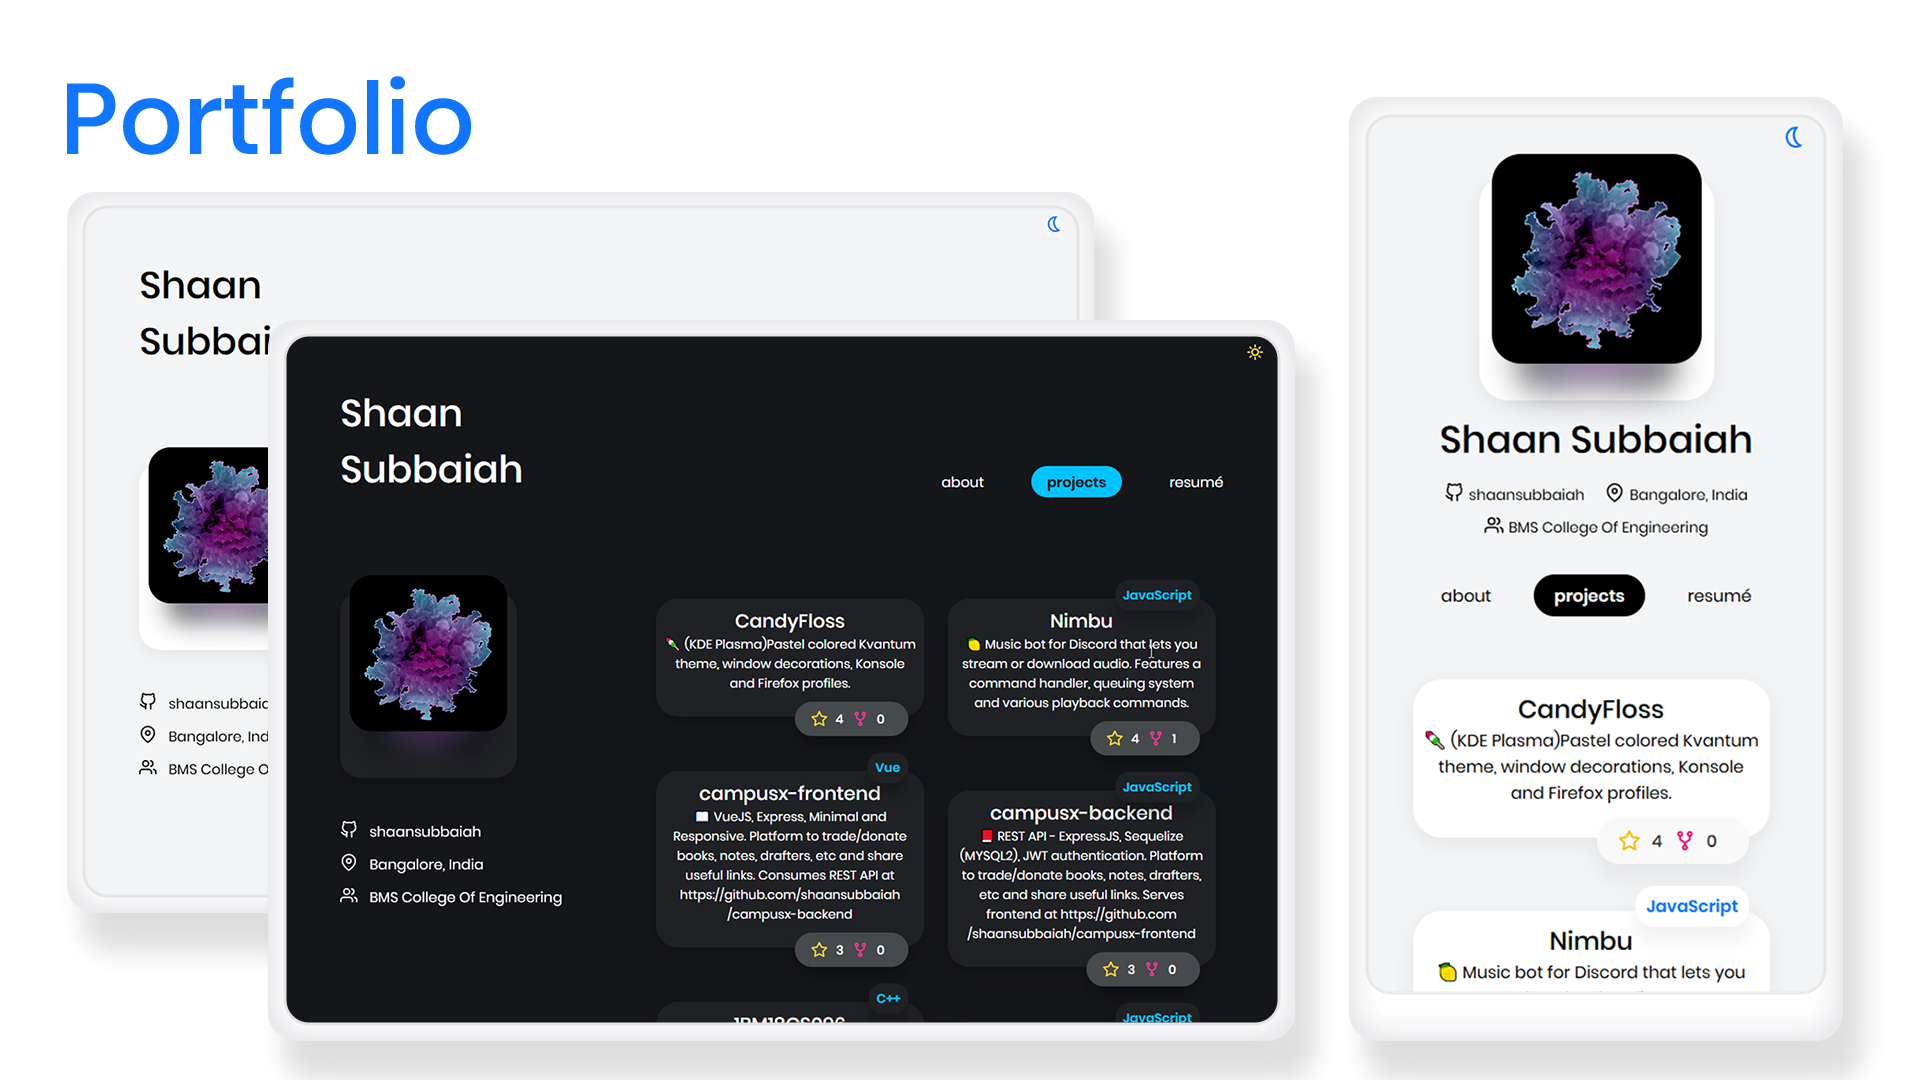 Portfolio
Shaan
Subbai
shaansubbaia
Bangalore, Ind
BMS College O
Shaan
Subbaiah
about
projects
resumé
shaansubbaiah
Bangalore, India
BMS College Of Engineering
CandyFloss
(KDE Plasma)Pastel colored Kvantum
theme, window decorations, Konsole
and Firefox profiles.
4 0
JavaScript
Nimbu
Music bot for Discord that lets you
stream or download audio. Features a
command handler, queuing system
and various playback commands.
4 1
Vue
campusx-frontend
VueJS, Express, Minimal and
Responsive. Platform to trade/donate
books, notes, drafters, etc and share
useful links. Consumes REST API at
https://github.com/shaansubbaiah
/campusx-backend
3 0
JavaScript
campusx-backend
REST API - ExpressJS, Sequelize
(MYSQL2), JWT authentication. Platform
to trade/donate books, notes, drafters,
etc and share useful links. Serves
frontend at https://github.com
/shaansubbaiah/campusx-frontend
3 0
C++
JavaScript
Shaan Subbaiah
shaansubbaiah Bangalore, India
BMS College Of Engineering
about
projects
resumé
CandyFloss
(KDE Plasma)Pastel colored Kvantum
theme, window decorations, Konsole
and Firefox profiles.
4 0
JavaScript
Nimbu
Music bot for Discord that lets you